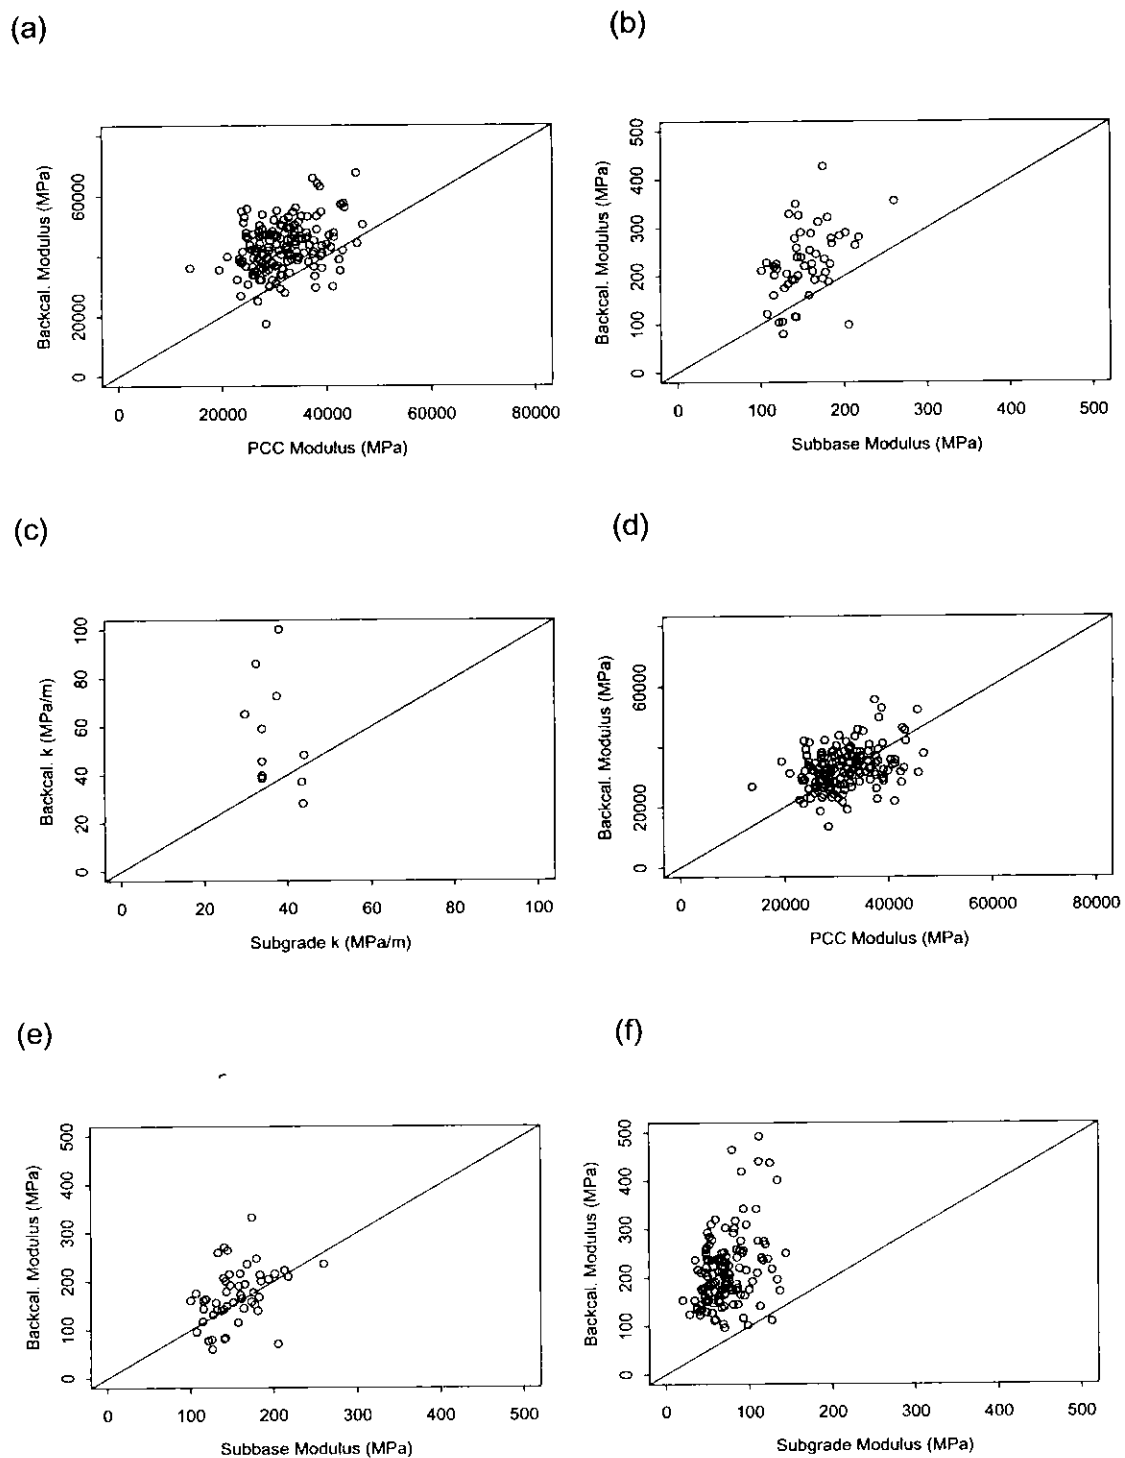 (a)
Backcal. Modulus (MPa)
60000
20000
0
0 20000 40000 60000 80000
PCC Modulus (MPa)
(b)
Backcal. Modulus (MPa)
500
400
300
200
100
0
0 100 200 300 400 500
Subbase Modulus (MPa)
(c)
Backcal. k (MPa/m)
100
80
60
40
20
0
0 20 40 60 80 100
Subgrade k (MPa/m)
(d)
Backcal. Modulus (MPa)
60000
20000
0
0 20000 40000 60000 80000
PCC Modulus (MPa)
(e)
Backcal. Modulus (MPa)
500
400
300
200
100
0
0 100 200 300 400 500
Subbase Modulus (MPa)
(f)
Backcal. Modulus (MPa)
500
400
300
200
100
0
0 100 200 300 400 500
Subgrade Modulus (MPa)